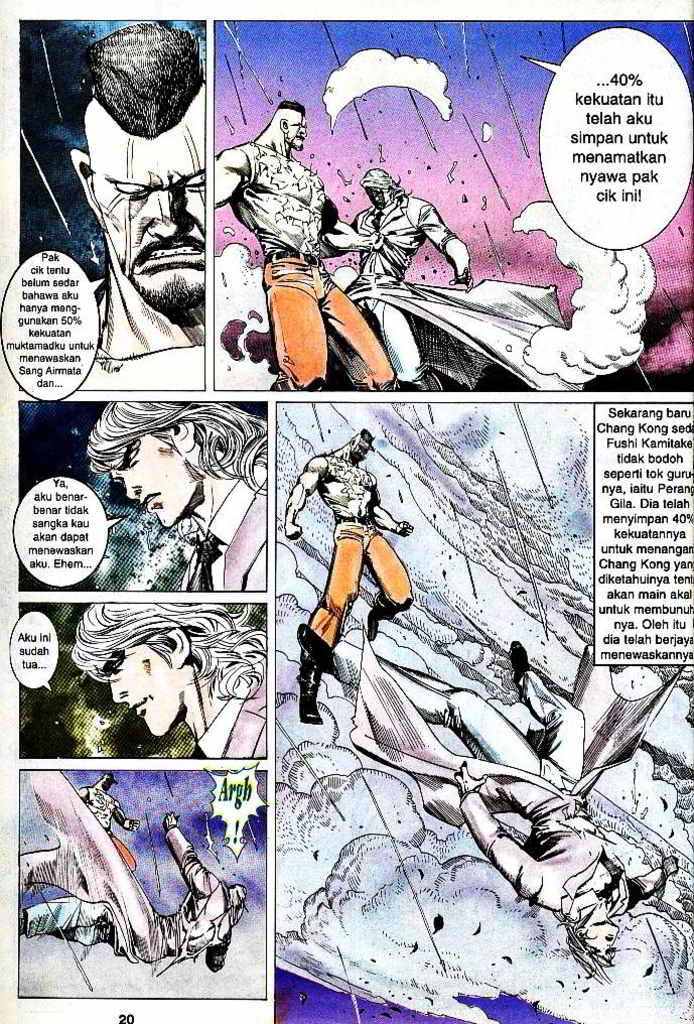 Pak
cik tentu
belum sedar
bahawa aku
hanya meng-
gunakan 50%
kekuatan
muktamadku untuk
menewaskan
Sang Airmata
dan...
...40%
kekuatan itu
telah aku
simpan untuk
menamatkan
nyawa pak
cik ini!
Ya,
aku benar-
benar tidak
sangka kau
akan dapat
menewaskan
aku. Ehem...
Aku ini
sudah
tua...
Argh
!!
Sekarang baru
Chang Kong seda
Fushi Kamitake
tidak bodoh
seperti tok guru-
nya, iaitu Perang
Gila. Dia telah
menyimpan 40%
kekuatannya
untuk menangan
Chang Kong yang
diketahuinya tent
akan main akal
untuk membunuh
nya. Oleh itu
dia telah berjaya
menewaskannya
20